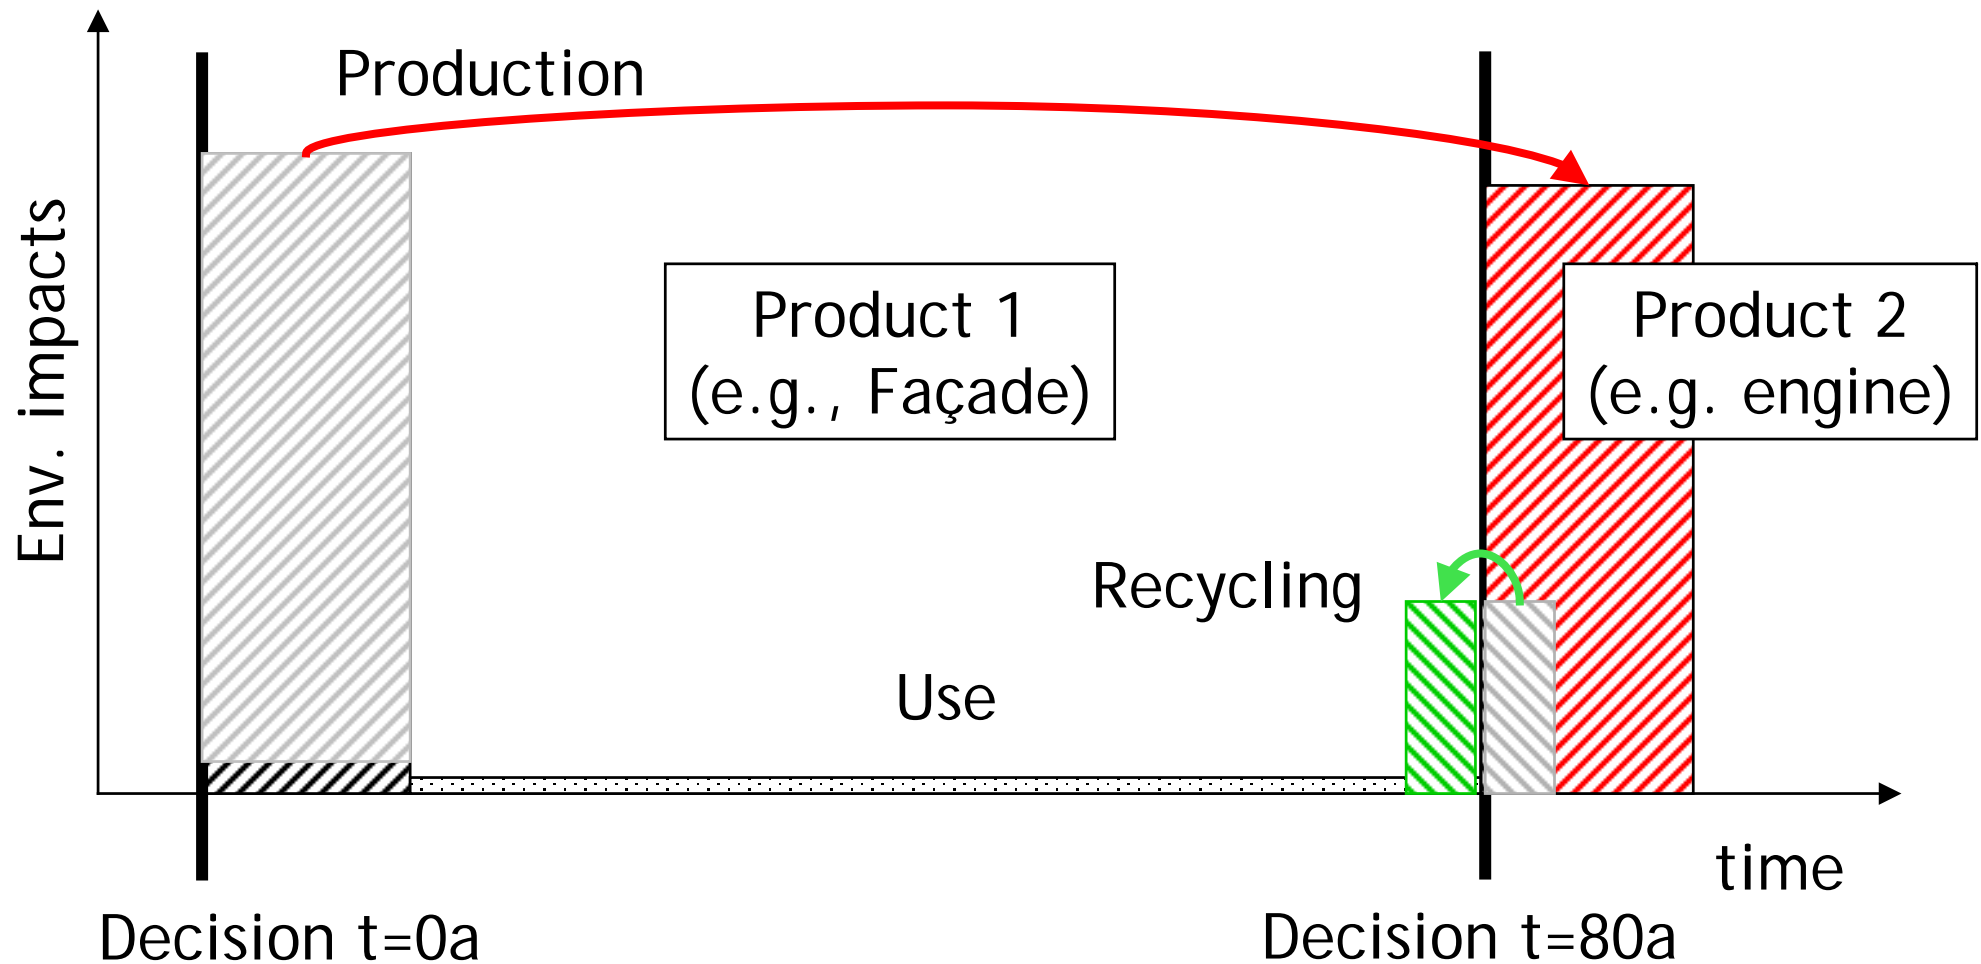 Production
Env. impacts
Product 1
(e.g., Façade)
Product 2
(e.g. engine)
Recycling
Use
time
Decision t=0a
Decision t=80a